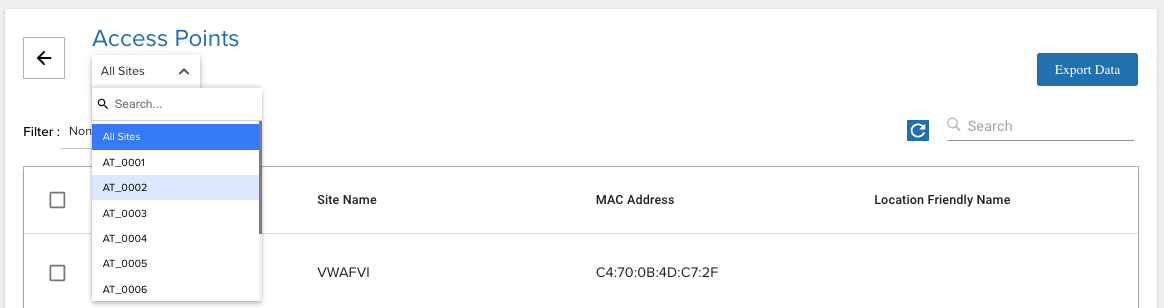 Access Points
All Sites
Export Data
Search...
Filter : Non
Search
All Sites
AT_0001
AT_0002
AT_0003
AT_0004
AT_0005
AT_0006
Site Name MAC Address Location Friendly Name
VWAFVI C4:70:0B:4D:C7:2F